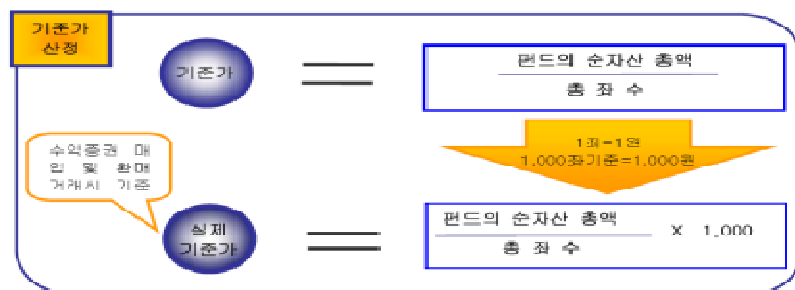 기준가
산정
기준가
펀드의 순자산 총액
총 좌 수
1좌=1원
1,000좌기준=1,000원
수익증권 매
입 및 환매
거래시 기준
실제
기준가
펀드의 순자산 총액
총 좌 수
X 1,000